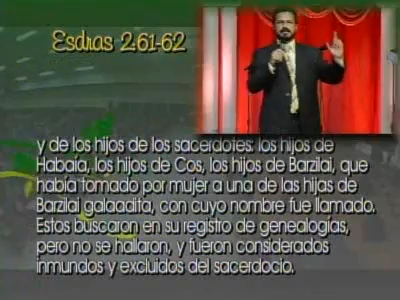 Esdras 2:61-62
y de los hijos de los sacerdotes: los hijos de
Habaia, los hijos de Cos, los hijos de Barzilai, que
había tomado por mujer a una de las hijas de
Barzilai galaadita, con cuyo nombre fue llamado.
Estos buscaron en su registro de genealogías,
pero no se hallaron, y fueron considerados
inmundos y excluidos del sacerdocio.